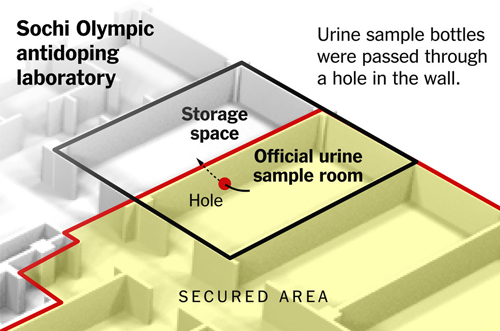 Sochi Olympic
antidoping
laboratory
Urine sample bottles
were passed through
a hole in the wall.
Storage
space
Official urine
sample room
Hole
SECURED AREA